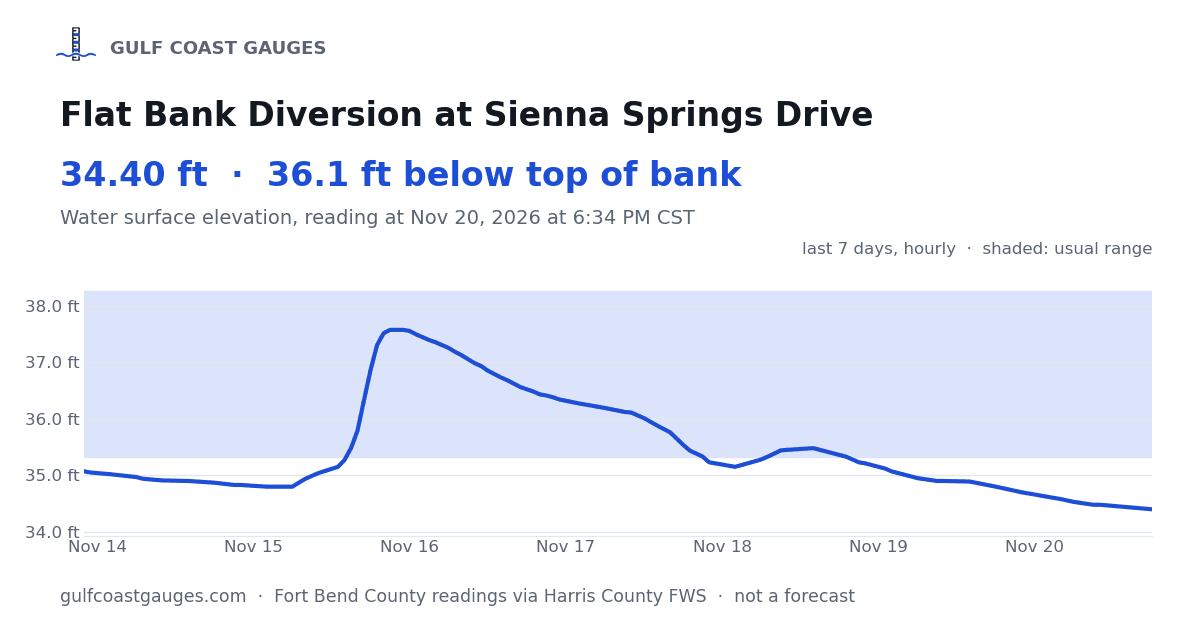 GULF COAST GAUGES
Flat Bank Diversion at Sienna Springs Drive
34.40 ft · 36.1 ft below top of bank
Water surface elevation, reading at Nov 20, 2026 at 6:34 PM CST
last 7 days, hourly · shaded: usual range
38.0 ft
37.0 ft
36.0 ft
35.0 ft
34.0 ft
Nov 14 Nov 15 Nov 16 Nov 17 Nov 18 Nov 19 Nov 20
gulfcoastgauges.com · Fort Bend County readings via Harris County FWS · not a forecast